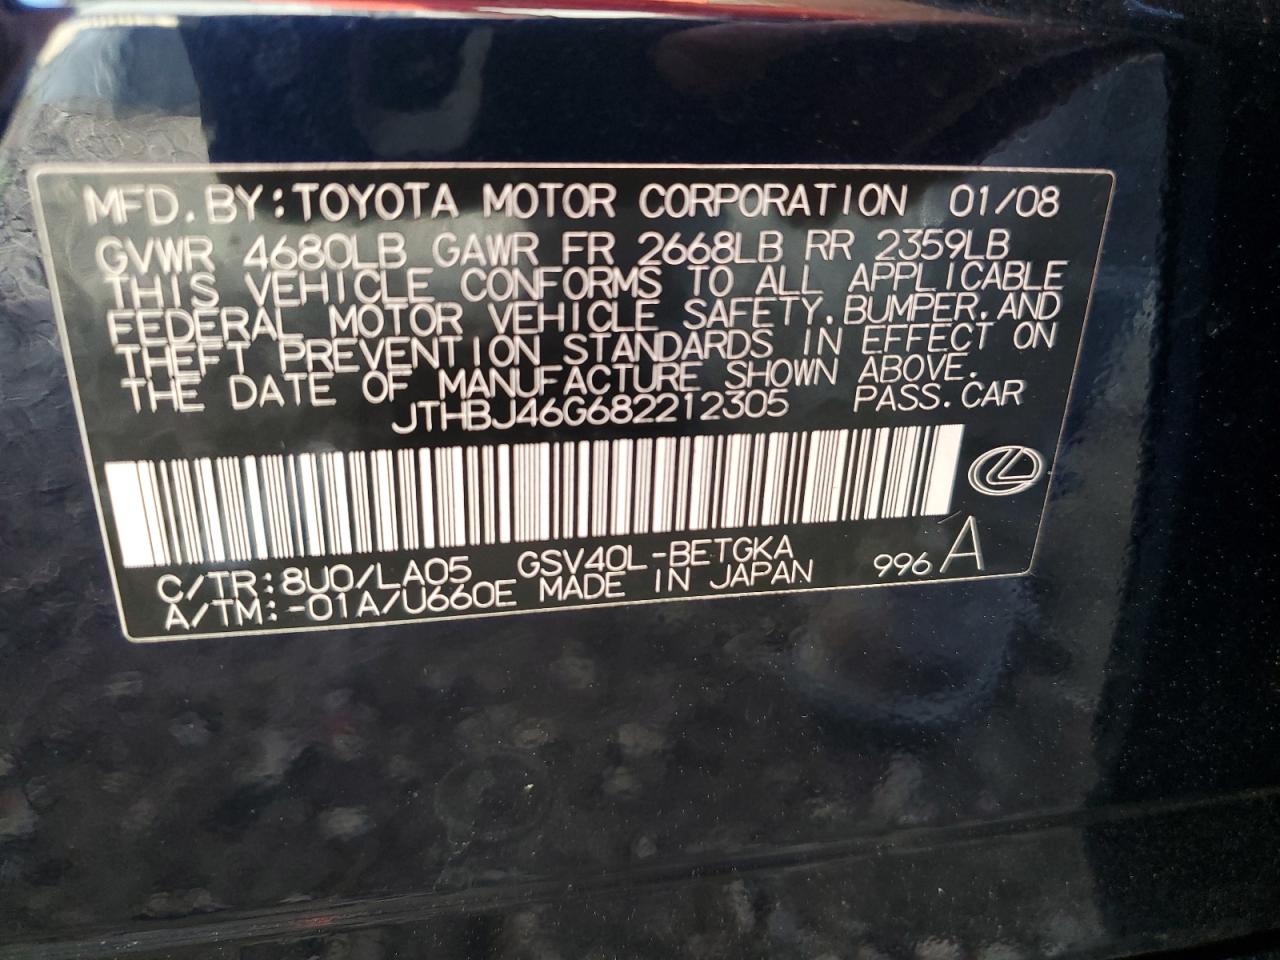 MFD. BY: TOYOTA MOTOR CORPORATION 01/08
GVWR 4680LB GAWR FR 2668LB RR 2359LB
THIS VEHICLE CONFORMS TO ALL APPLICABLE
FEDERAL MOTOR VEHICLE SAFETY, BUMPER, AND
THEFT PREVENTION STANDARDS IN EFFECT ON
THE DATE OF MANUFACTURE SHOWN ABOVE.
JTHBJ46G682212305 PASS. CAR
C/TR: 8U0/LA05 GSV40L-BETGKA 996 A
A/TM: -01A/U660E MADE IN JAPAN